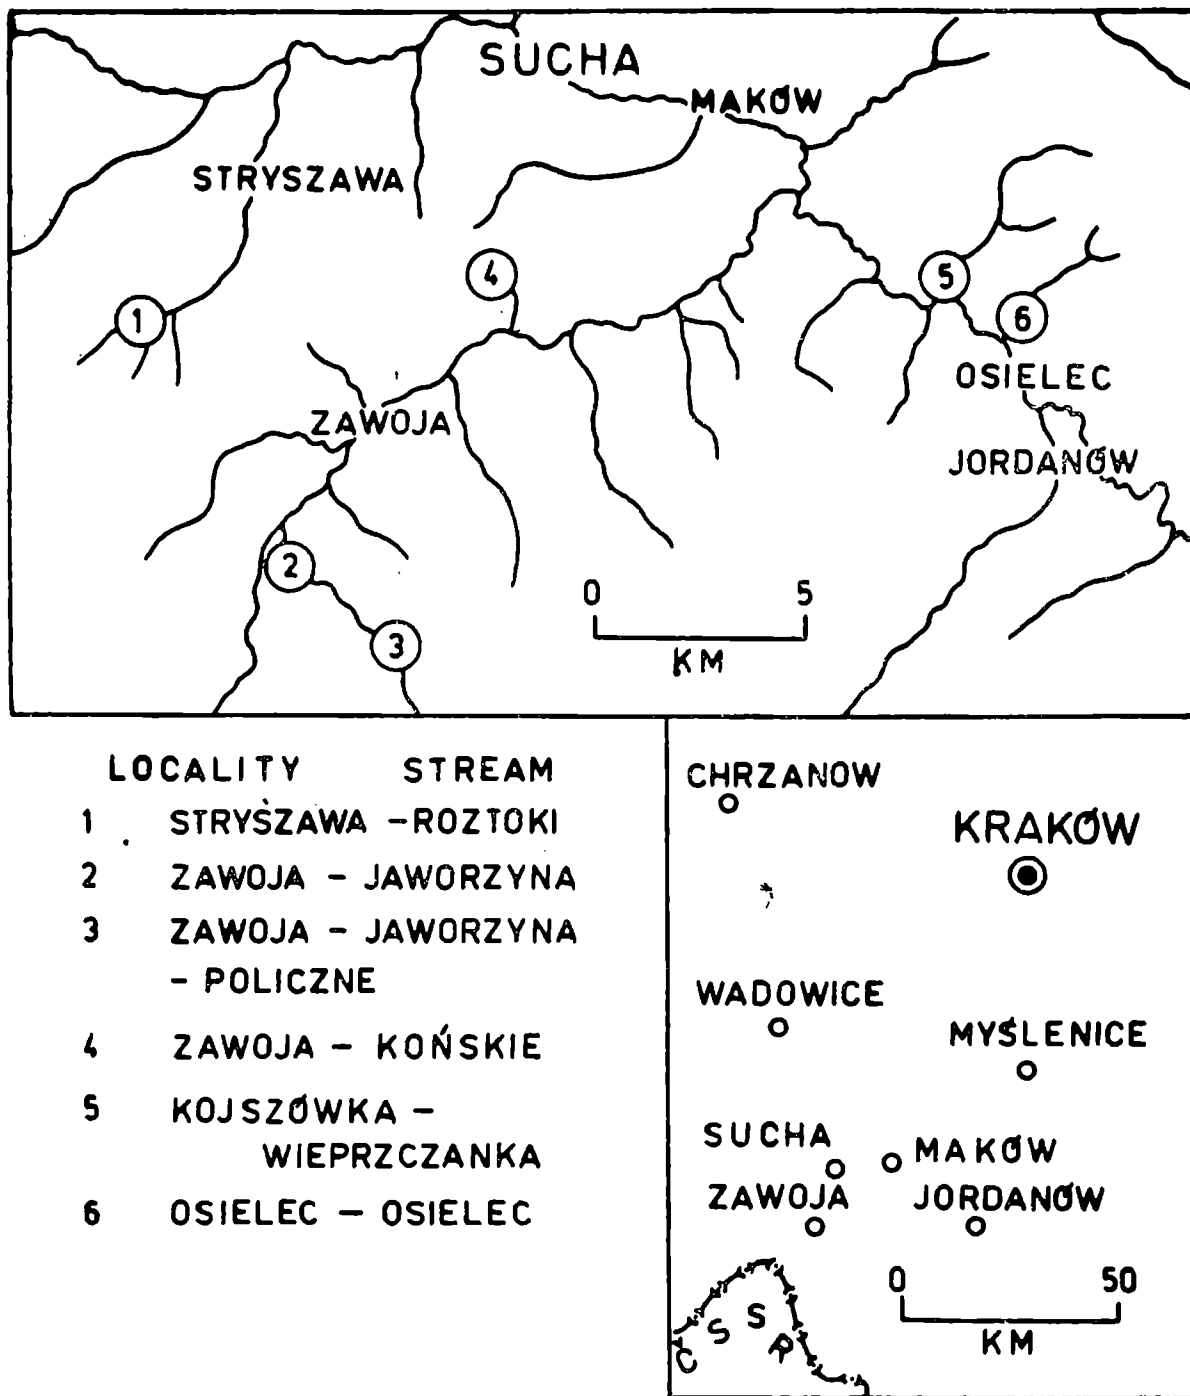 SUCHA
MAKÓW
STRYSZAWA
4
5
1
6
OSIELEC
ZAWOJA
JORDANÓW
2
3
0 5
KM
LOCALITY STREAM
1 STRYSZAWA - ROZTOKI
2 ZAWOJA - JAWORZYNA
3 ZAWOJA - JAWORZYNA
- POLICZNE
4 ZAWOJA - KOŃSKIE
5 KOJSZÓWKA -
WIEPRZCZANKA
6 OSIELEC - OSIELEC
CHRZANOW
KRAKÓW
WADOWICE
MYŚLENICE
SUCHA
MAKÓW
ZAWOJA
JORDANÓW
0 50
KM
CSSR